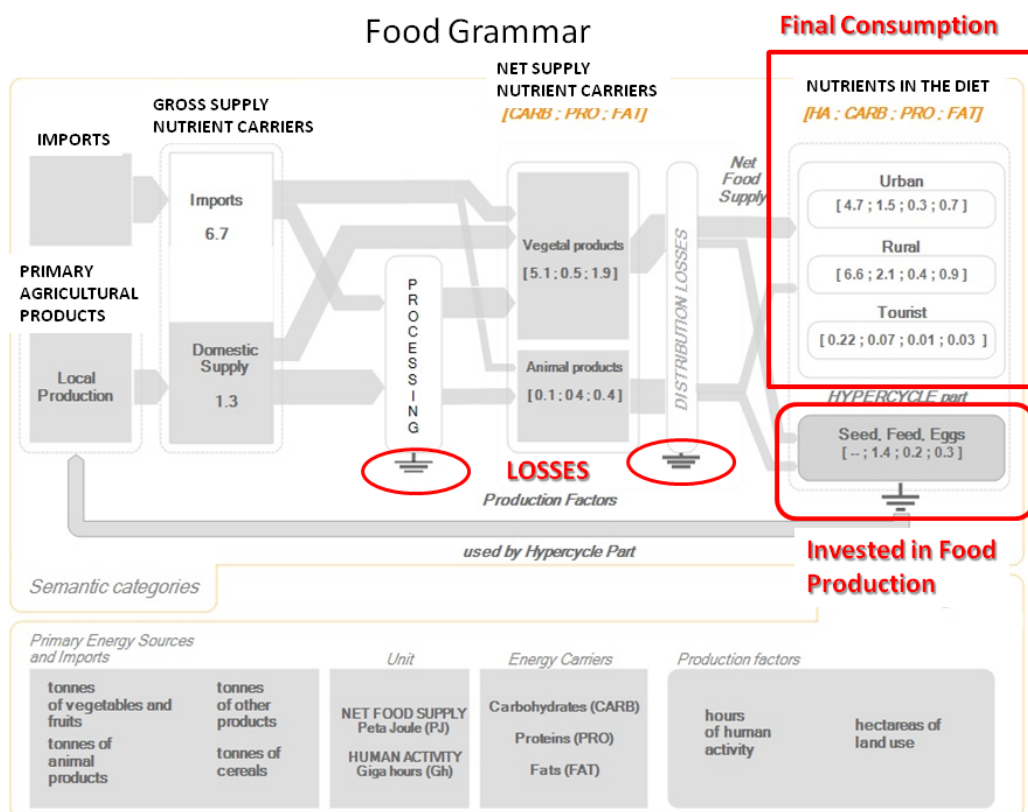 Food Grammar
Final Consumption
NET SUPPLY
NUTRIENT CARRIERS
[CARB : PRO : FAT]
NUTRIENTS IN THE DIET
[HA : CARB : PRO : FAT]
GROSS SUPPLY
NUTRIENT CARRIERS
IMPORTS
Imports
6.7
PRIMARY
AGRICULTURAL
PRODUCTS
Local
Production
Domestic
Supply
1.3
PROCESSING
Vegetal products
[5.1 ; 0.5 ; 1.9]
Animal products
[0.1 ; 04 ; 0.4]
DISTRIBUTION LOSSES
Net
Food
Supply
Urban
[ 4.7 ; 1.5 ; 0.3 ; 0.7 ]
Rural
[ 6.6 ; 2.1 ; 0.4 ; 0.9 ]
Tourist
[ 0.22 ; 0.07 ; 0.01 ; 0.03 ]
HYPERCYCLE part
Seed, Feed, Eggs
[ -- ; 1.4 ; 0.2 ; 0.3 ]
LOSSES
Production Factors
used by Hypercycle Part
Invested in Food
Production
Semantic categories
Primary Energy Sources
and Imports
tonnes
of vegetables and
fruits
tonnes of
animal
products
tonnes
of other
products
tonnes of
cereals
Unit
NET FOOD SUPPLY
Peta Joule (PJ)
HUMAN ACTIVITY
Giga hours (Gh)
Energy Carriers
Carbohydrates (CARB)
Proteins (PRO)
Fats (FAT)
Production factors
hours
of human
activity
hectareas of
land use